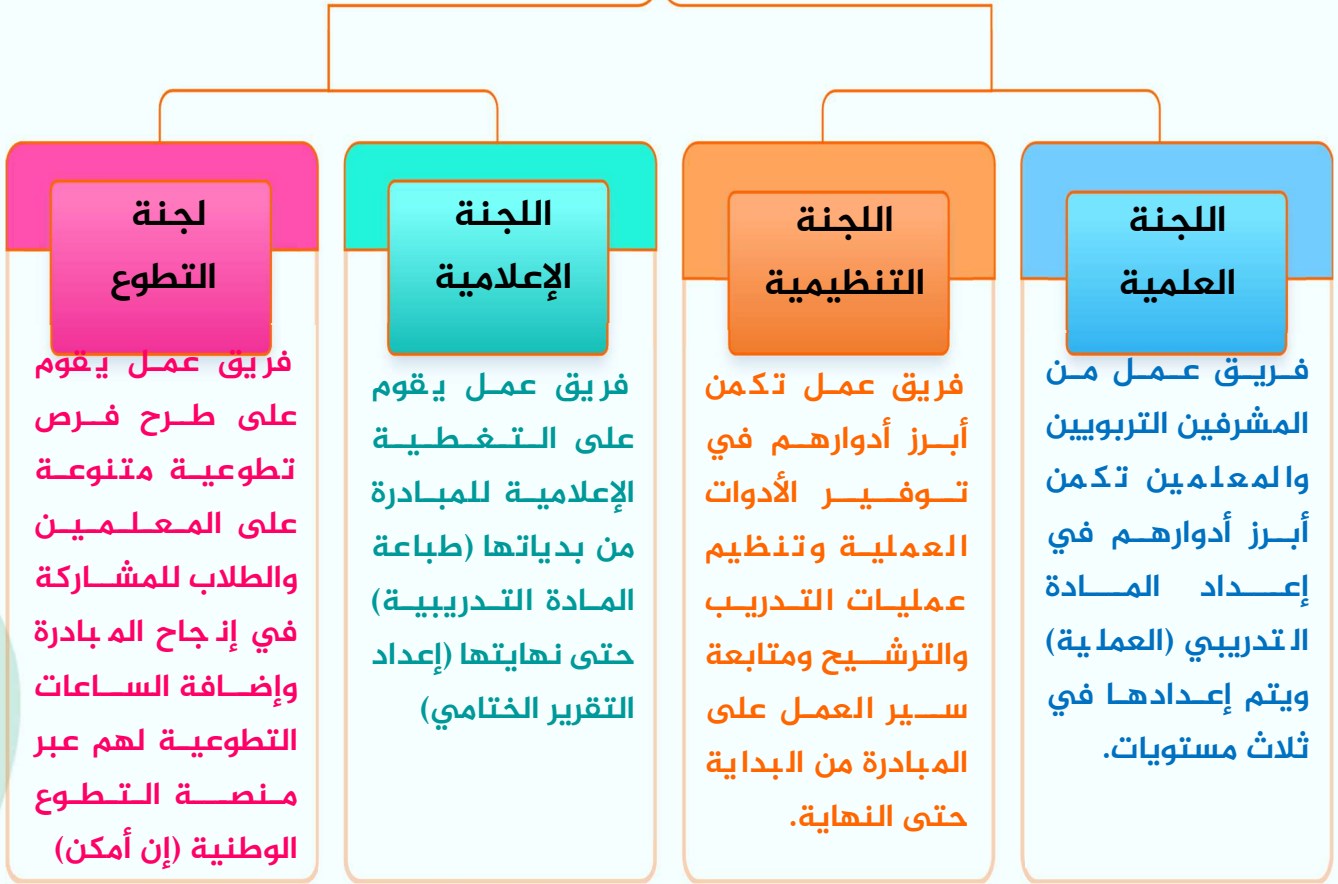 اللجنة
العلمية
فريق عمل من
المشرفين التربويين
والمعلمين تكمن
أبرز أدوارهم في
إعداد المادة
التدريبي (العملية)
ويتم إعدادها في
ثلاث مستويات.
اللجنة
التنظيمية
فريق عمل تكمن
أبرز أدوارهم في
توفير الأدوات
العملية وتنظيم
عمليات التدريب
والترشيح ومتابعة
سير العمل على
المبادرة من البداية
حتى النهاية.
اللجنة
الإعلامية
فريق عمل يقوم
على التغطية
الإعلامية للمبادرة
من بدياتها (طباعة
المادة التدريبية)
حتى نهايتها (إعداد
التقرير الختامي)
لجنة
التطوع
فريق عمل يقوم
على طرح فرص
تطوعية متنوعة
على المعلمين
والطلاب للمشاركة
في إنجاح المبادرة
وإضافة الساعات
التطوعية لهم عبر
منصة التطوع
الوطنية (إن أمكن)